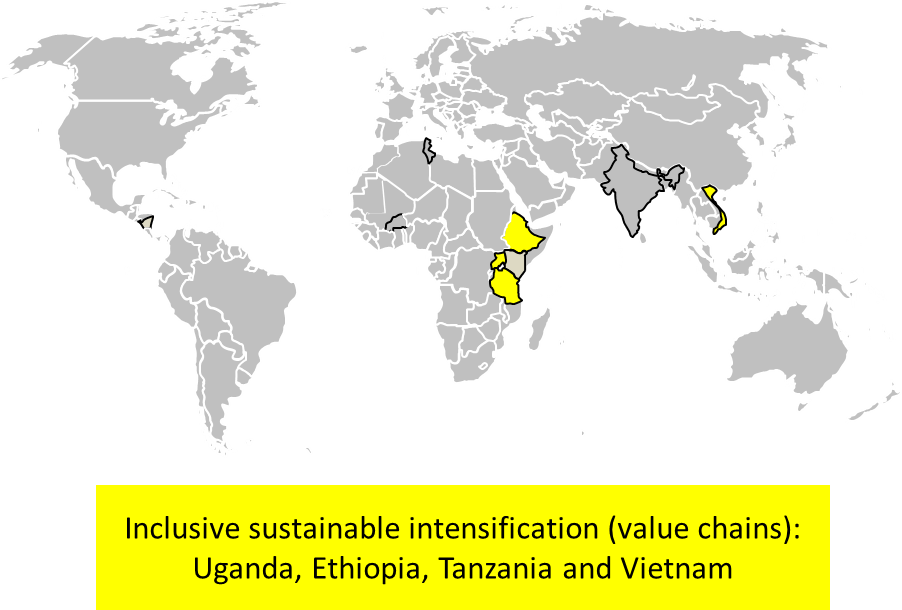 Inclusive sustainable intensification (value chains):
Uganda, Ethiopia, Tanzania and Vietnam